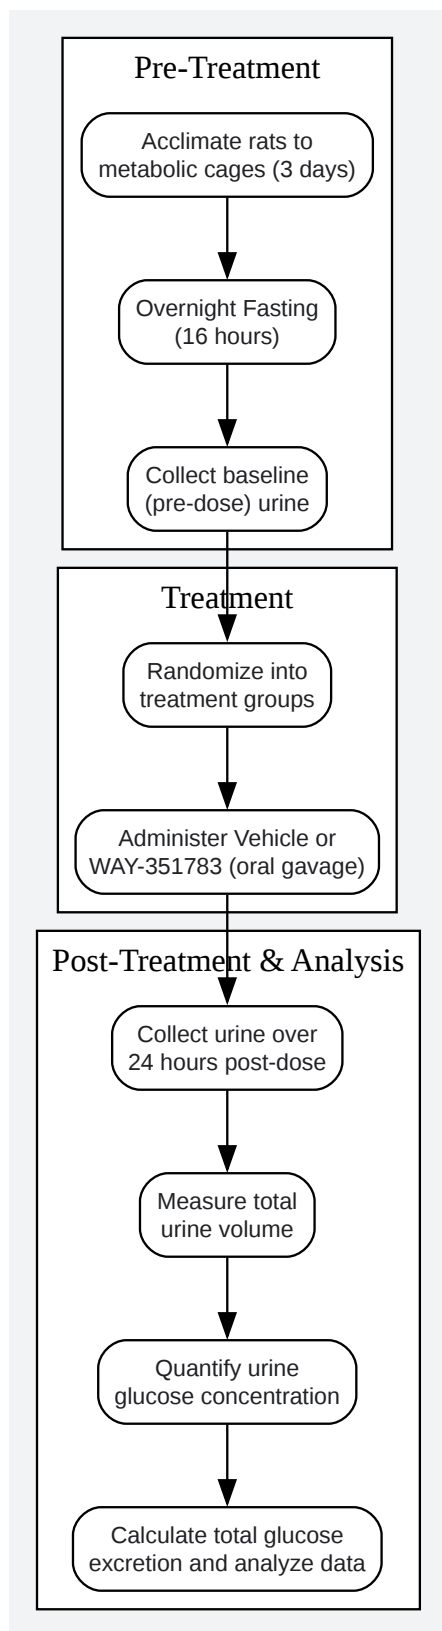 Pre-Treatment
Acclimate rats to
metabolic cages (3 days)
Overnight Fasting
(16 hours)
Collect baseline
(pre-dose) urine
Treatment
Randomize into
treatment groups
Administer Vehicle or
WAY-351783 (oral gavage)
Post-Treatment & Analysis
Collect urine over
24 hours post-dose
Measure total
urine volume
Quantify urine
glucose concentration
Calculate total glucose
excretion and analyze data